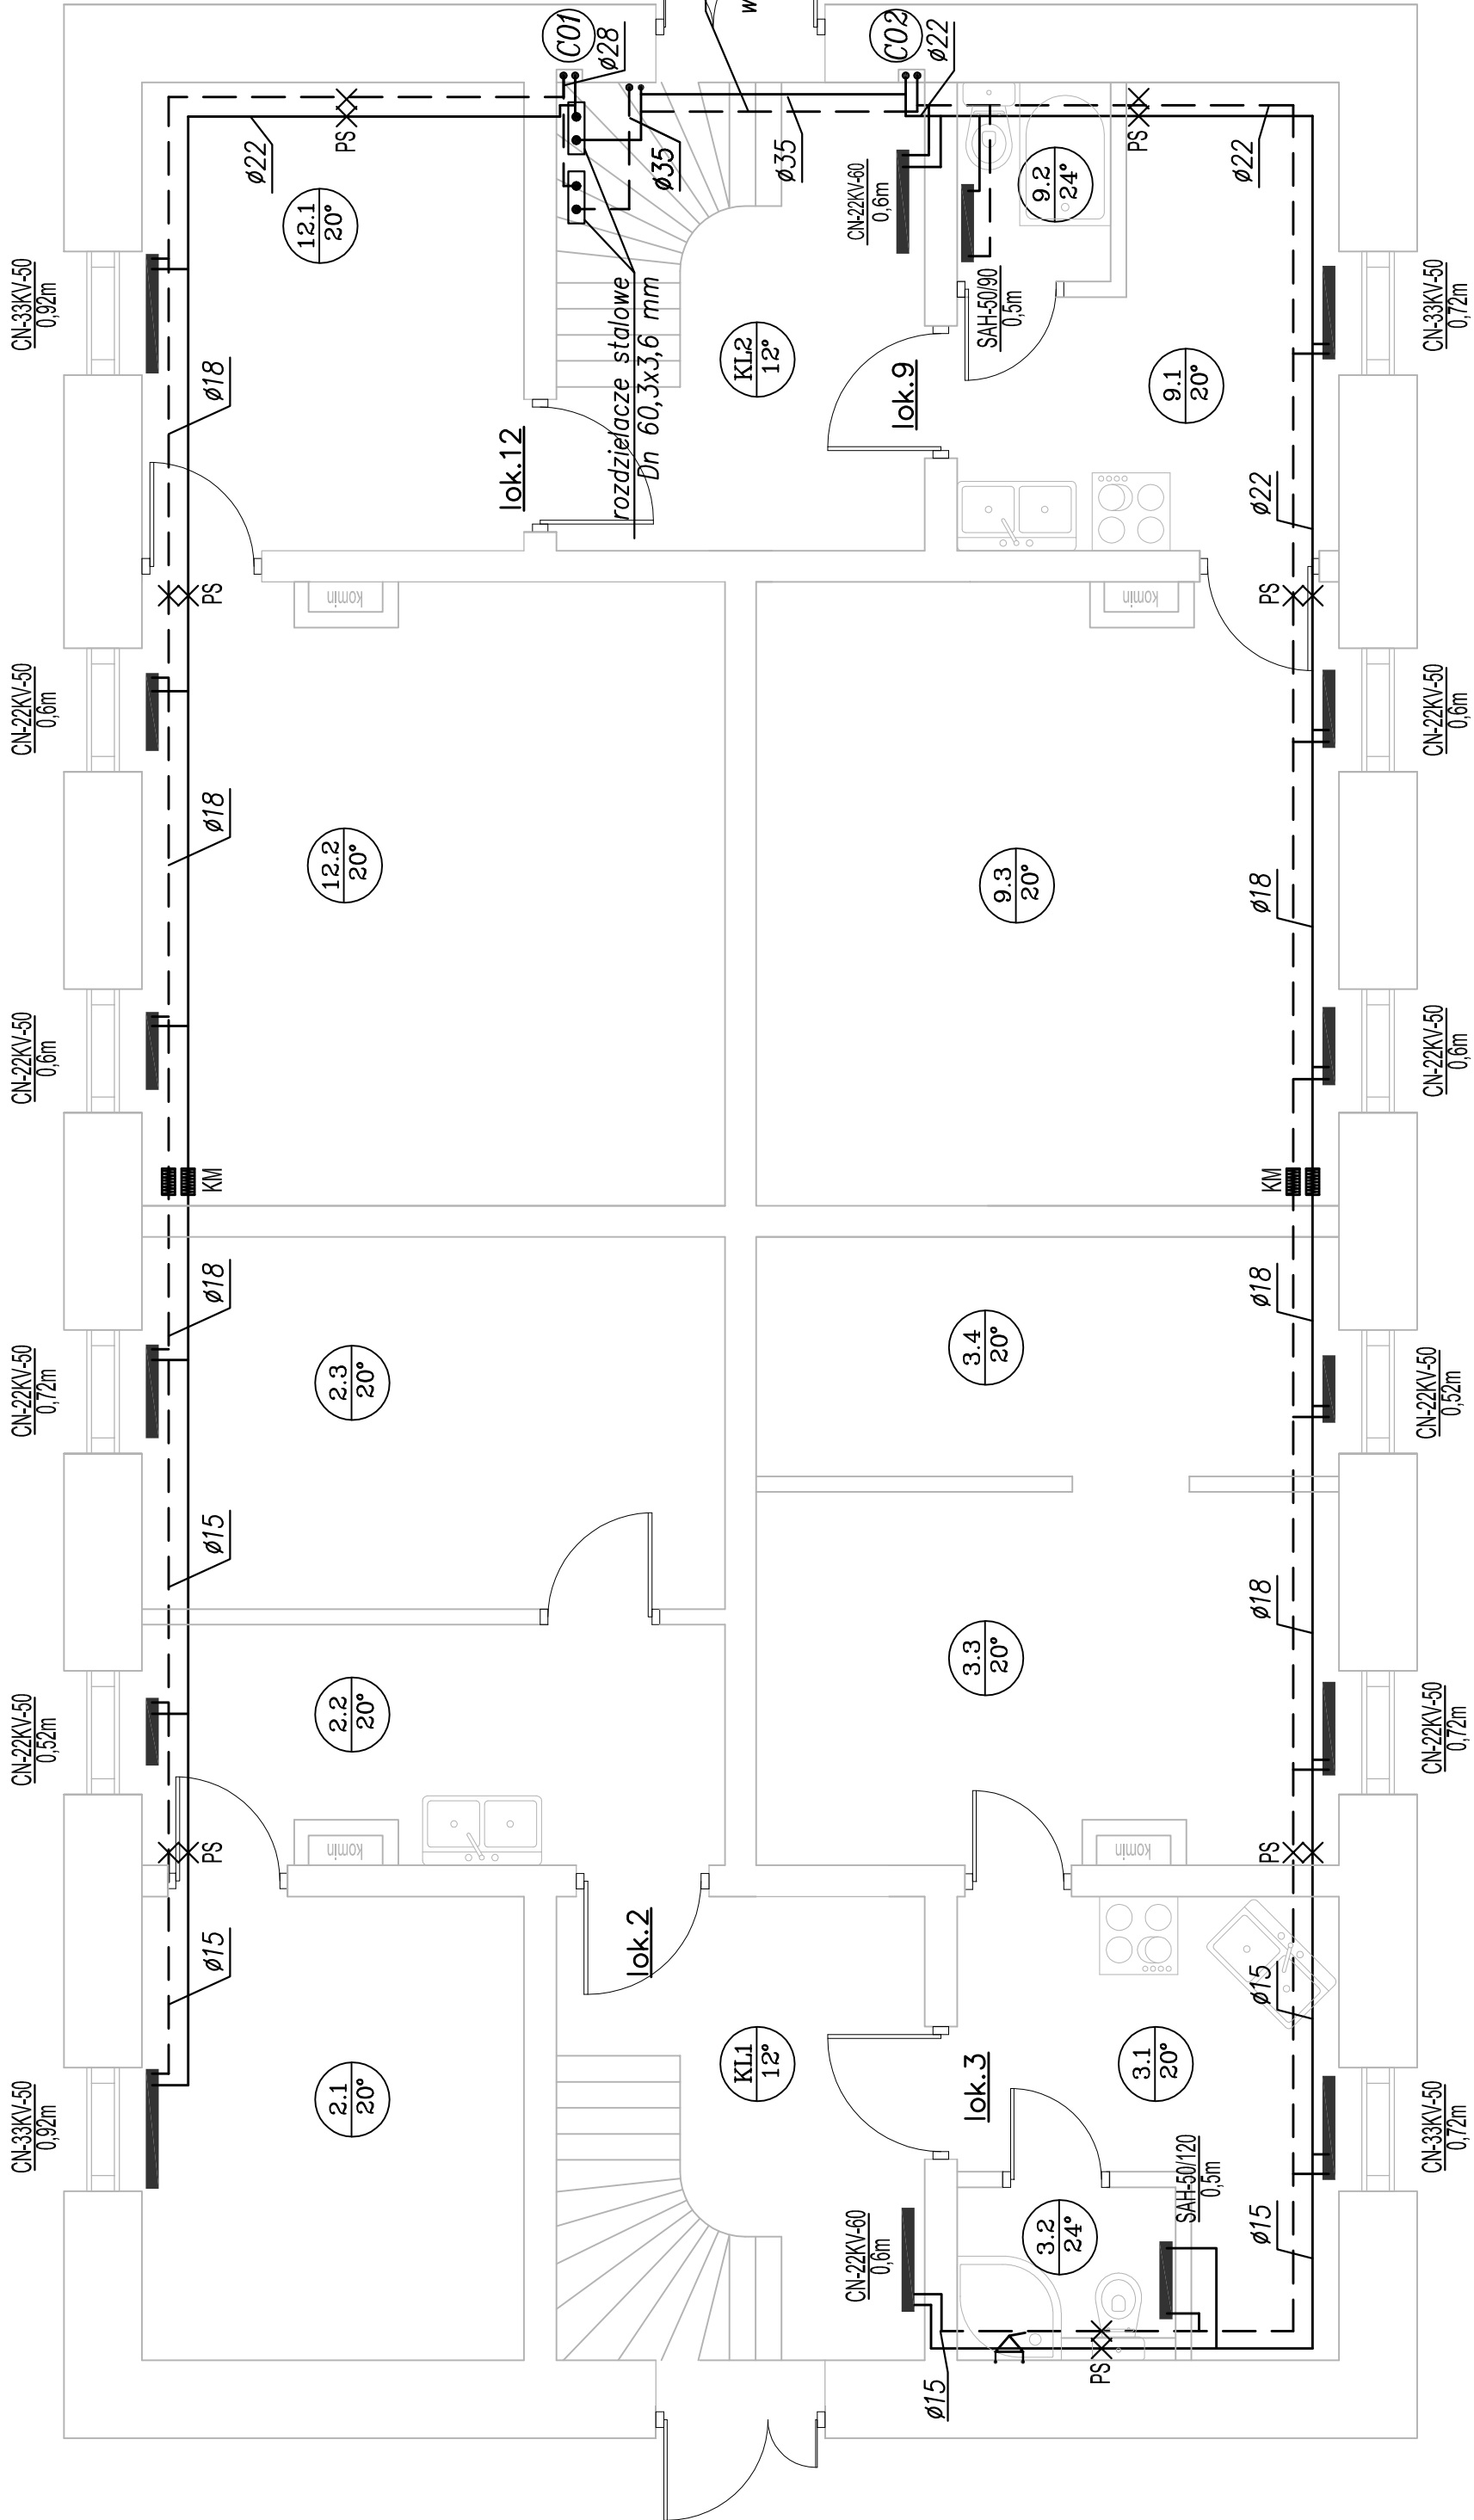 CN-33KV-50
0,92m
CN-22KV-50
0,52m
CN-22KV-50
0,72m
CN-22KV-50
0,6m
CN-22KV-50
0,6m
CN-33KV-50
0,92m
ø15
PS
ø15
ø18
KM
ø18
PS
ø18
ø22
PS
2.1
20°
2.2
20°
2.3
20°
12.2
20°
12.1
20°
komin
komin
lok.2
lok.12
C01
ø28
rozdzielacze stalowe
Dn 60,3x3,6 mm
ø35
ø35
w
KL1
12°
KL2
12°
CN-22KV-60
0,6m
CN-22KV-60
0,6m
C02
ø22
ø15
lok.3
lok.9
SAH-50/120
0,5m
SAH-50/90
0,5m
3.2
24°
3.3
20°
3.4
20°
9.3
20°
9.2
24°
PS
3.1
20°
komin
komin
9.1
20°
PS
ø15
ø15
PS
ø18
ø18
KM
ø18
PS
ø22
ø22
CN-33KV-50
0,72m
CN-22KV-50
0,72m
CN-22KV-50
0,52m
CN-22KV-50
0,6m
CN-22KV-50
0,6m
CN-33KV-50
0,72m